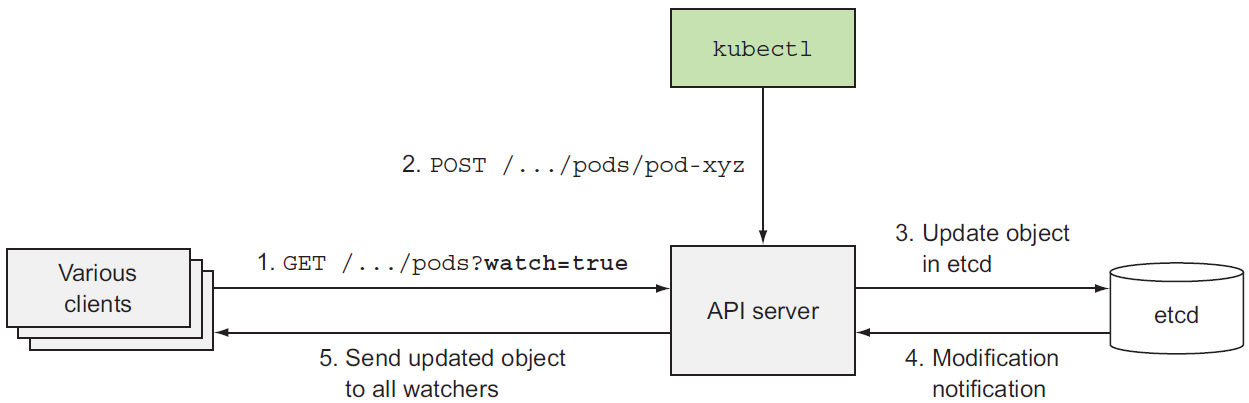 kubectl
2. POST /.../pods/pod-xyz
3. Update object
in etcd
1. GET /.../pods?watch=true
Various
clients
API server
etcd
5. Send updated object
to all watchers
4. Modification
notification